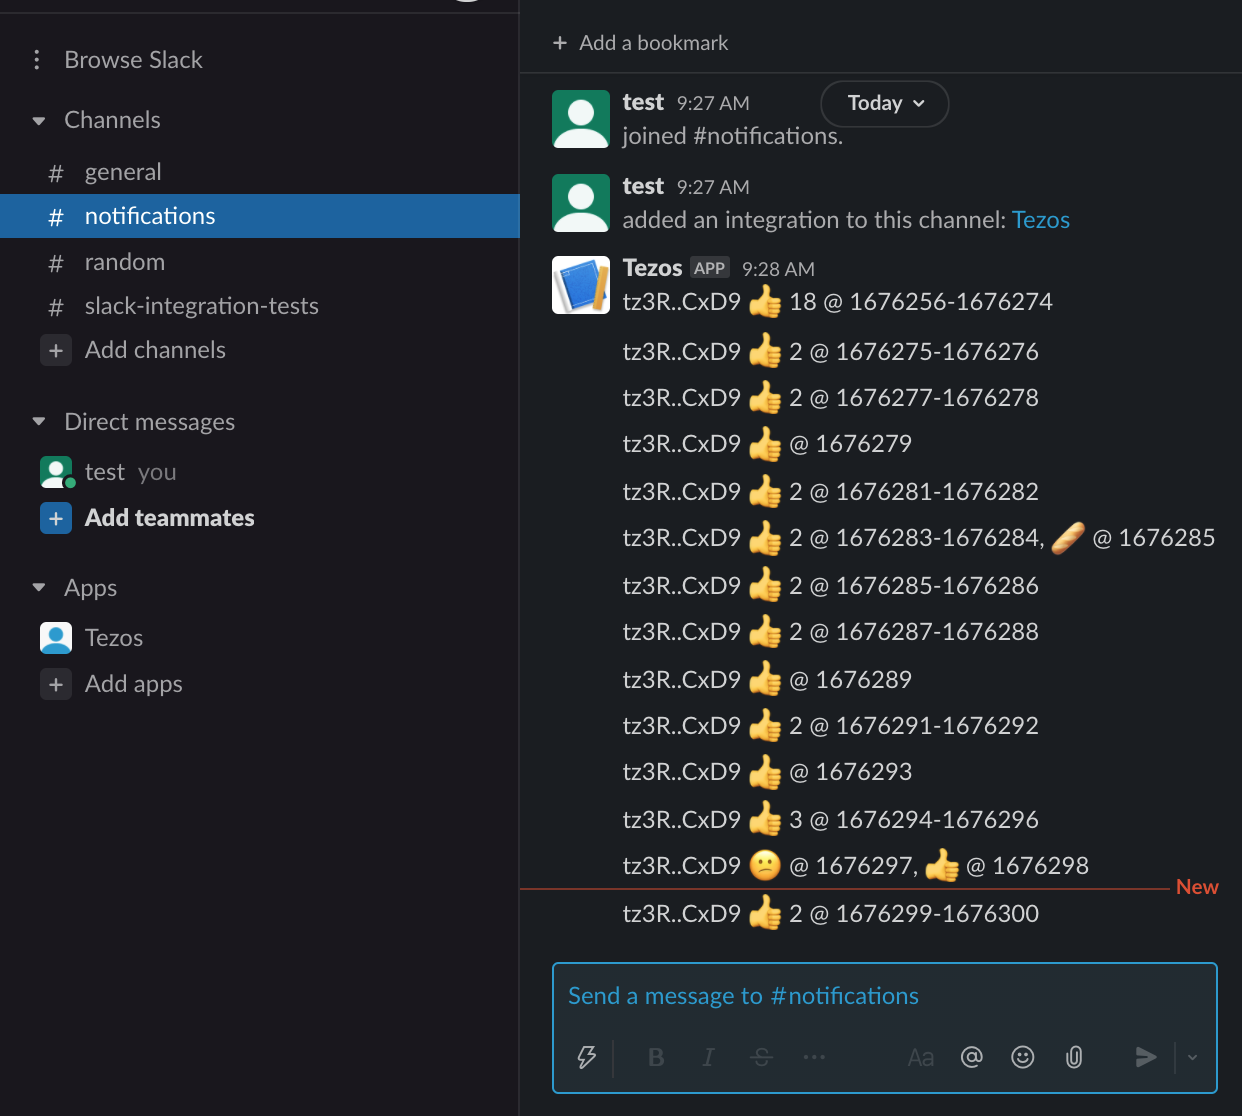 Browse Slack
Channels
# general
# notifications
# random
# slack-integration-tests
+ Add channels
Direct messages
test you
+ Add teammates
Apps
Tezos
+ Add apps
+ Add a bookmark
Today
test 9:27 AM
joined #notifications.
test 9:27 AM
added an integration to this channel: Tezos
Tezos APP 9:28 AM
tz3R..CxD9 👍 18 @ 1676256-1676274
tz3R..CxD9 👍 2 @ 1676275-1676276
tz3R..CxD9 👍 2 @ 1676277-1676278
tz3R..CxD9 👍 @ 1676279
tz3R..CxD9 👍 2 @ 1676281-1676282
tz3R..CxD9 👍 2 @ 1676283-1676284, 🥖 @ 1676285
tz3R..CxD9 👍 2 @ 1676285-1676286
tz3R..CxD9 👍 2 @ 1676287-1676288
tz3R..CxD9 👍 @ 1676289
tz3R..CxD9 👍 2 @ 1676291-1676292
tz3R..CxD9 👍 @ 1676293
tz3R..CxD9 👍 3 @ 1676294-1676296
tz3R..CxD9 😕 @ 1676297, 👍 @ 1676298
New
tz3R..CxD9 👍 2 @ 1676299-1676300
Send a message to #notifications
B I S ... Aa @